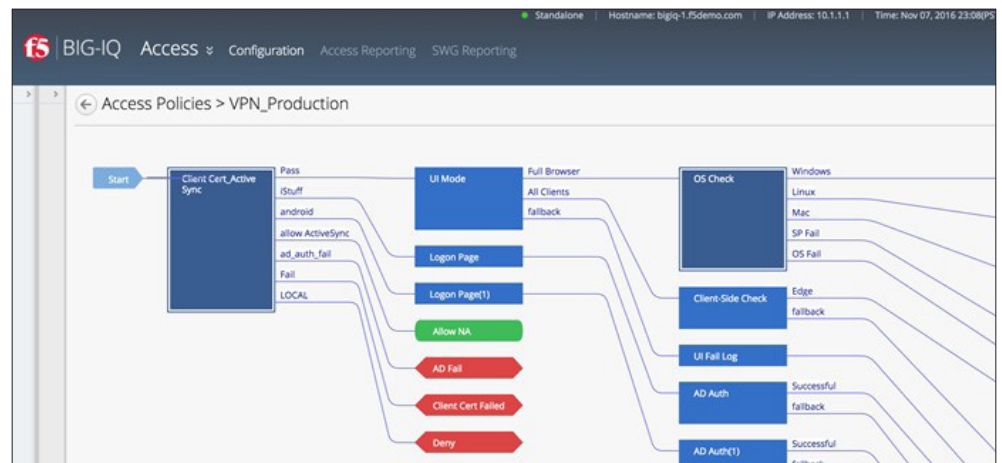 Standalone | Hostname: bigiq-1.f5demo.com | IP Address: 10.1.1.1 | Time: Nov 07, 2016 23:08(PS
f5 BIG-IQ Access Configuration Access Reporting SWG Reporting
Access Policies > VPN_Production
Start
Client Cert_Active
Sync
Pass
iStuff
android
allow ActiveSync
ad_auth_fail
Fail
LOCAL
UI Mode
Full Browser
All Clients
fallback
Logon Page
Logon Page(1)
Allow NA
AD Fail
Client Cert Failed
Deny
OS Check
Windows
Linux
Mac
SP Fail
OS Fail
Client-Side Check
Edge
fallback
UI Fail Log
AD Auth
Successful
fallback
AD Auth(1)
Successful
fallback